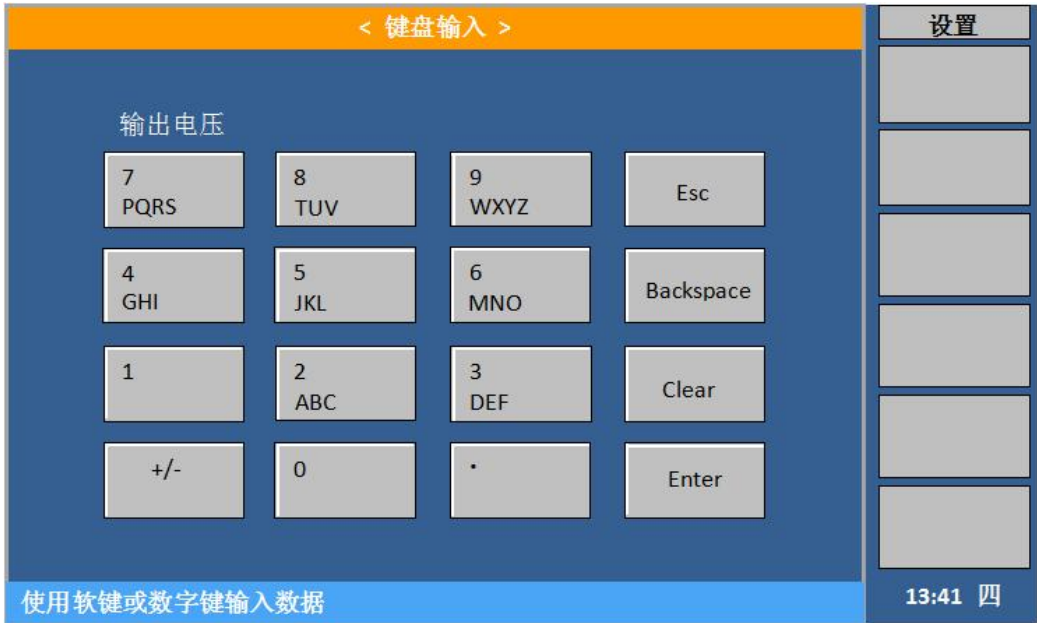 < 键盘输入 >
设置
输出电压
7
PQRS
8
TUV
9
WXYZ
Esc
4
GHI
5
JKL
6
MNO
Backspace
1
2
ABC
3
DEF
Clear
+/-
0
·
Enter
使用软键或数字键输入数据
13:41 四